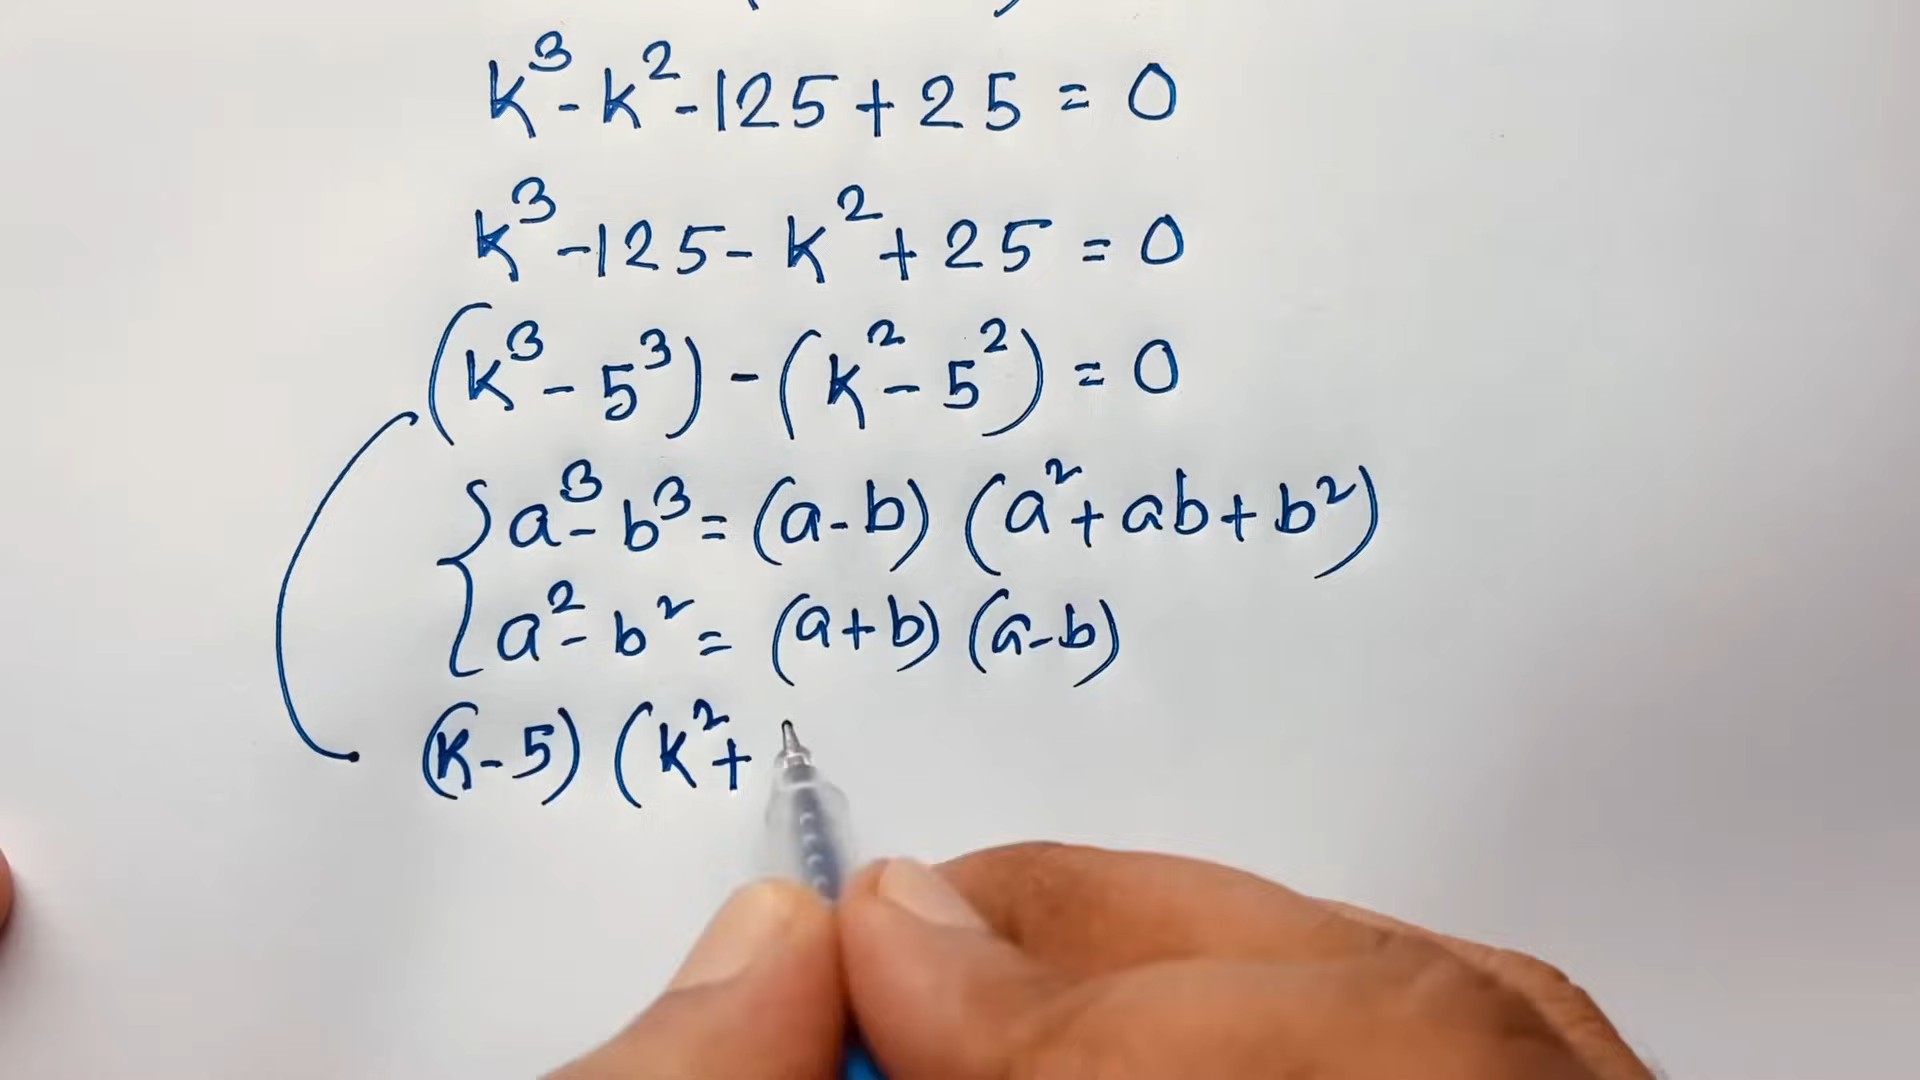 k³-k²-125+25=0
k³-125-k²+25=0
(k³-5³)-(k²-5²)=0
a³-b³=(a-b)(a²+ab+b²)
a²-b²=(a+b)(a-b)
(k-5)(k²+